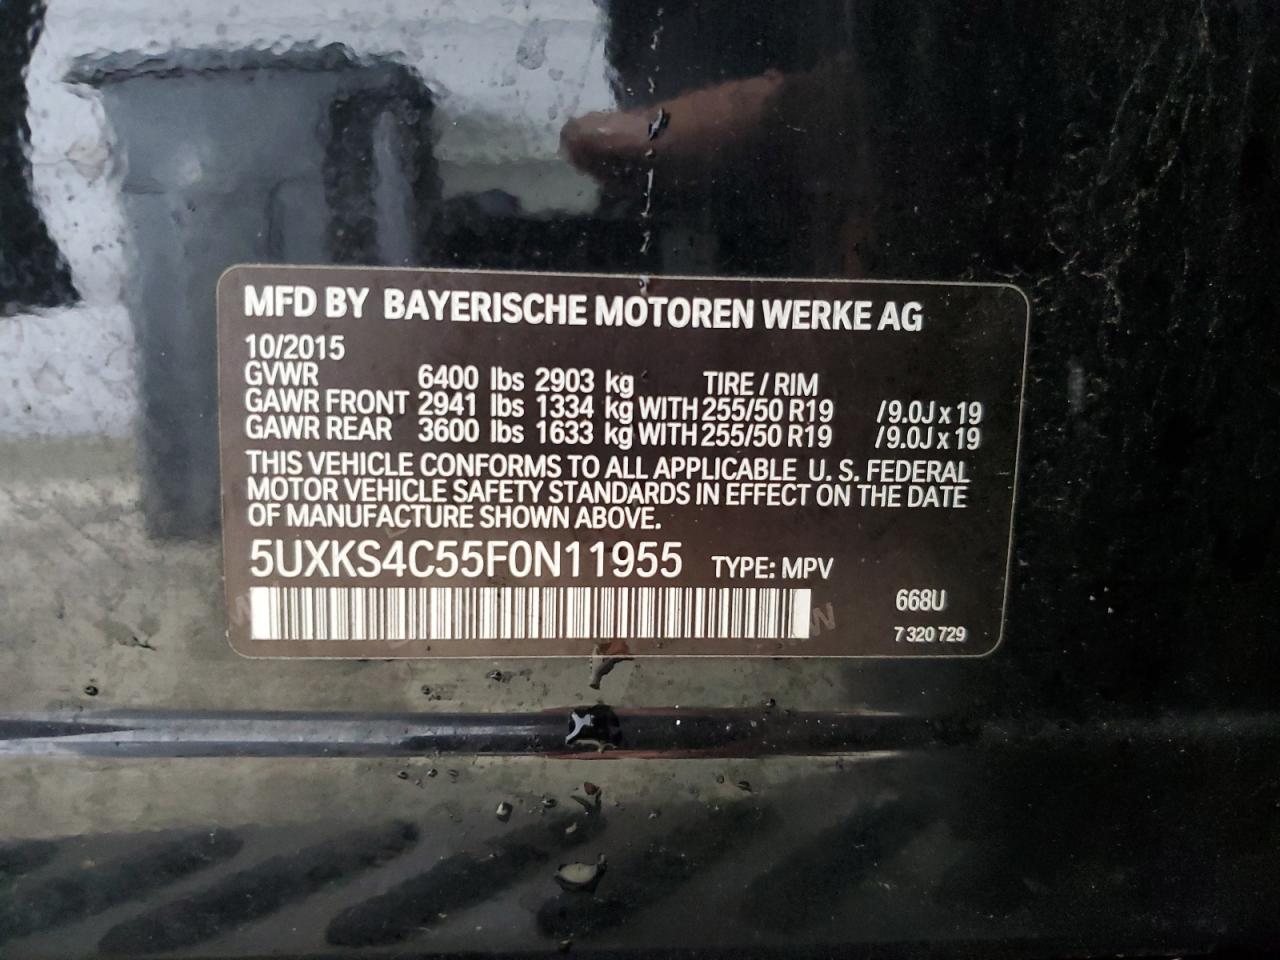 MFD BY BAYERISCHE MOTOREN WERKE AG
10/2015
GVWR 6400 lbs 2903 kg TIRE / RIM
GAWR FRONT 2941 lbs 1334 kg WITH 255/50 R19 /9.0J x 19
GAWR REAR 3600 lbs 1633 kg WITH 255/50 R19 /9.0J x 19
THIS VEHICLE CONFORMS TO ALL APPLICABLE U. S. FEDERAL
MOTOR VEHICLE SAFETY STANDARDS IN EFFECT ON THE DATE
OF MANUFACTURE SHOWN ABOVE.
5UXKS4C55F0N11955 TYPE: MPV
668U
7 320 729